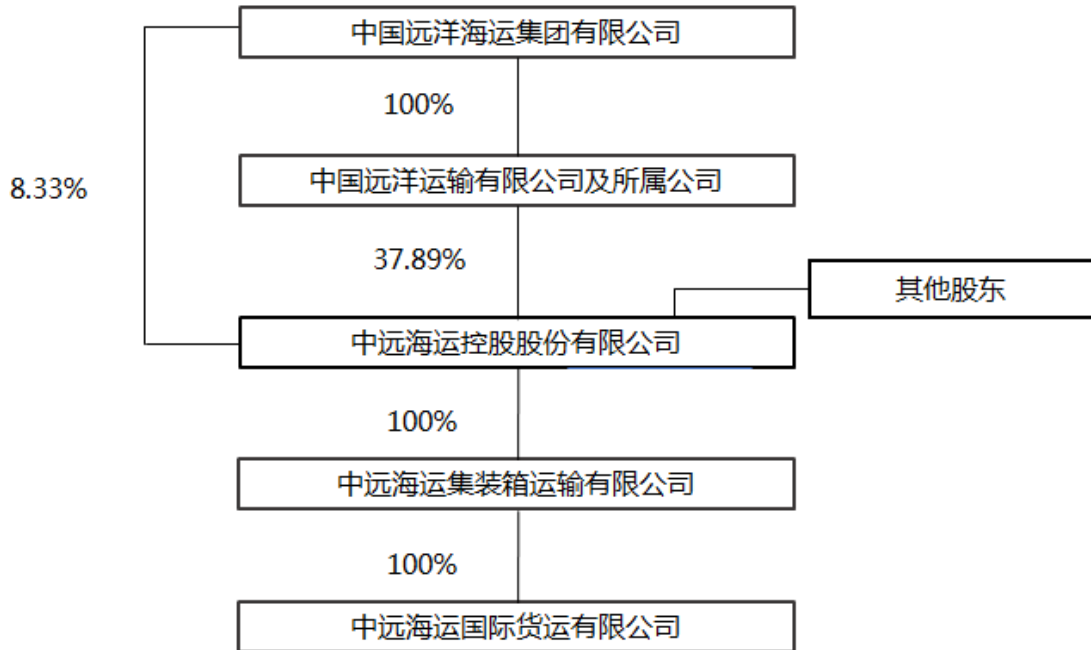 中国远洋海运集团有限公司
100%
中国远洋运输有限公司及所属公司
8.33%
37.89%
其他股东
中远海运控股股份有限公司
100%
中远海运集装箱运输有限公司
100%
中远海运国际货运有限公司